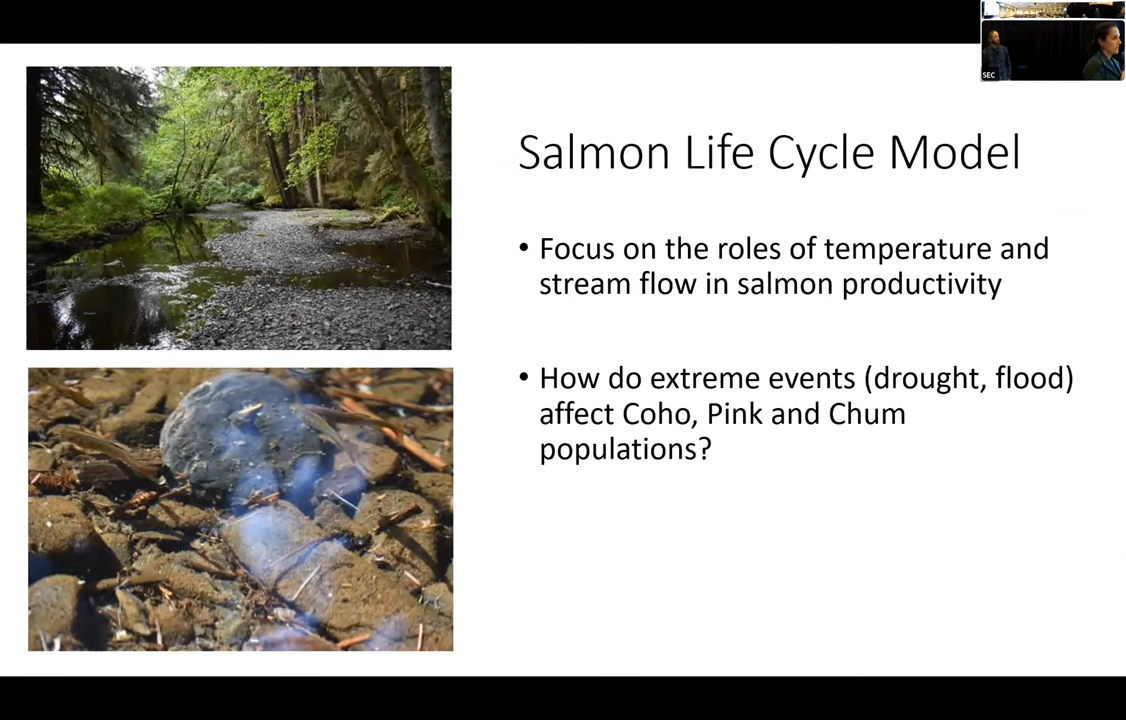 SEC
Salmon Life Cycle Model
• Focus on the roles of temperature and
stream flow in salmon productivity
• How do extreme events (drought, flood)
affect Coho, Pink and Chum
populations?